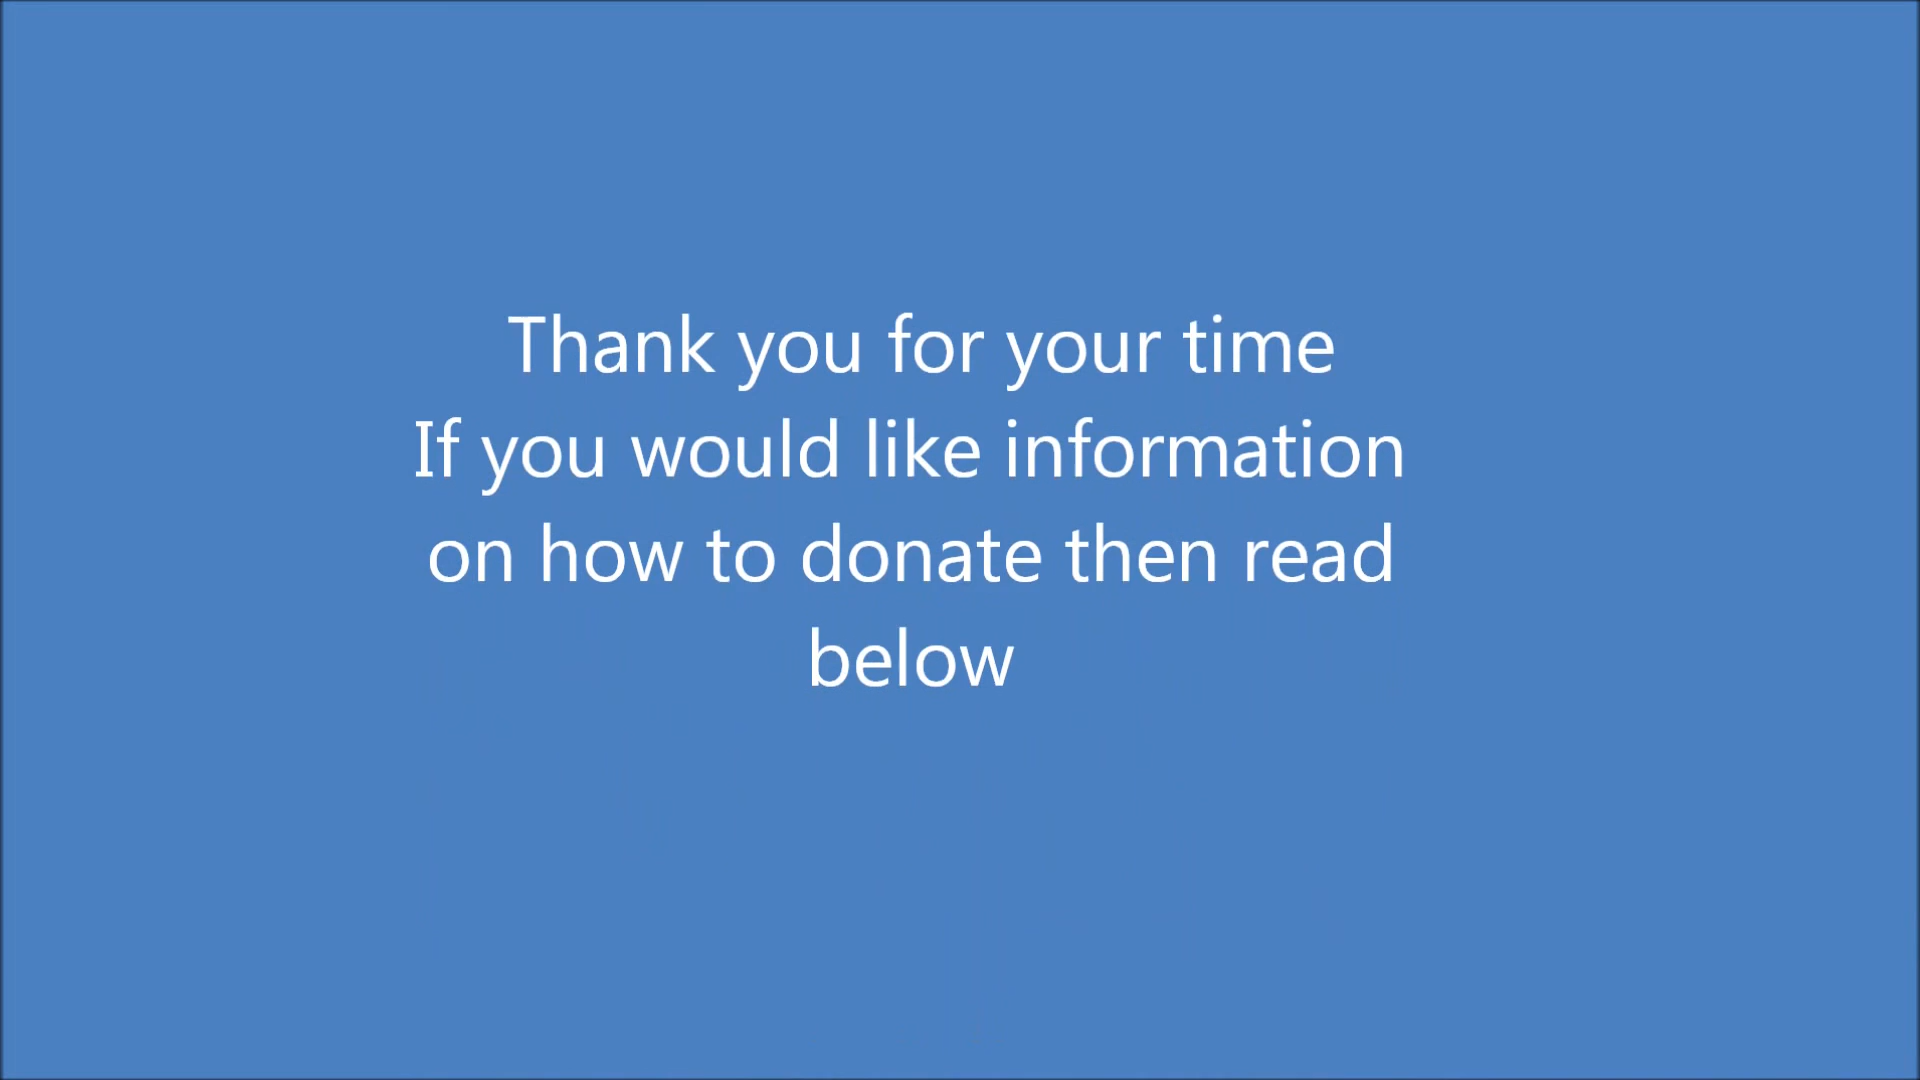 Thank you for your time
If you would like information
on how to donate then read
below